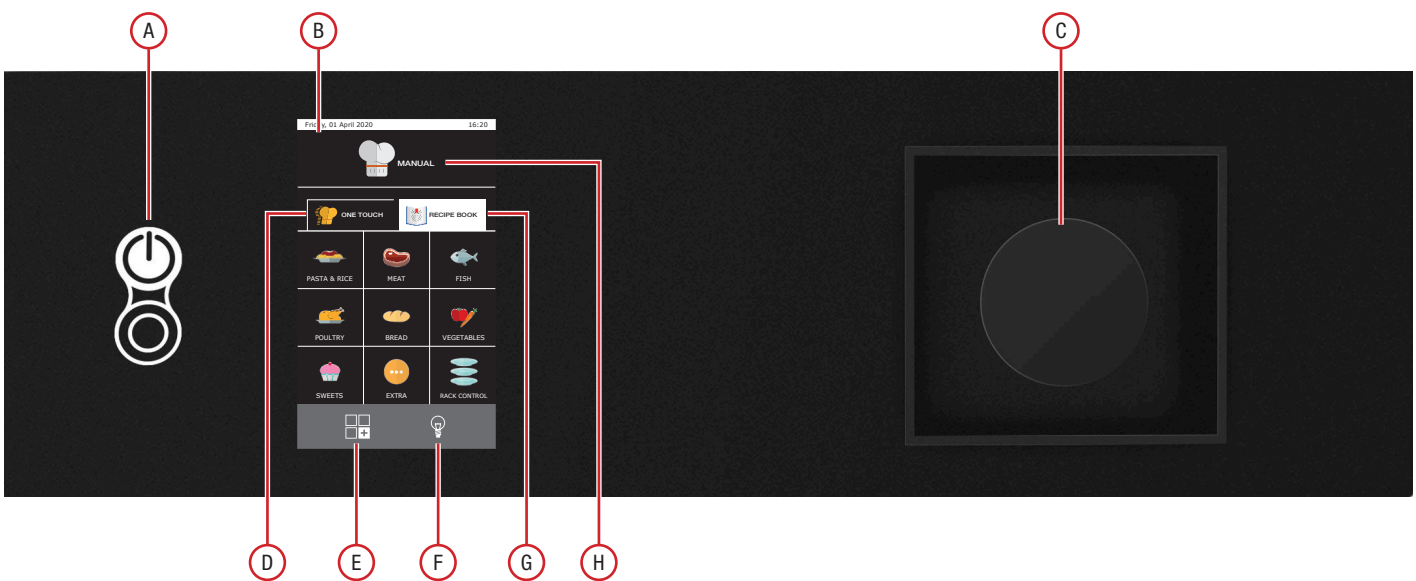 A B C
Friday, 01 April 2020 16:20
MANUAL
ONE TOUCH RECIPE BOOK
PASTA & RICE MEAT FISH
POULTRY BREAD VEGETABLES
SWEETS EXTRA RACK CONTROL
D E F G H